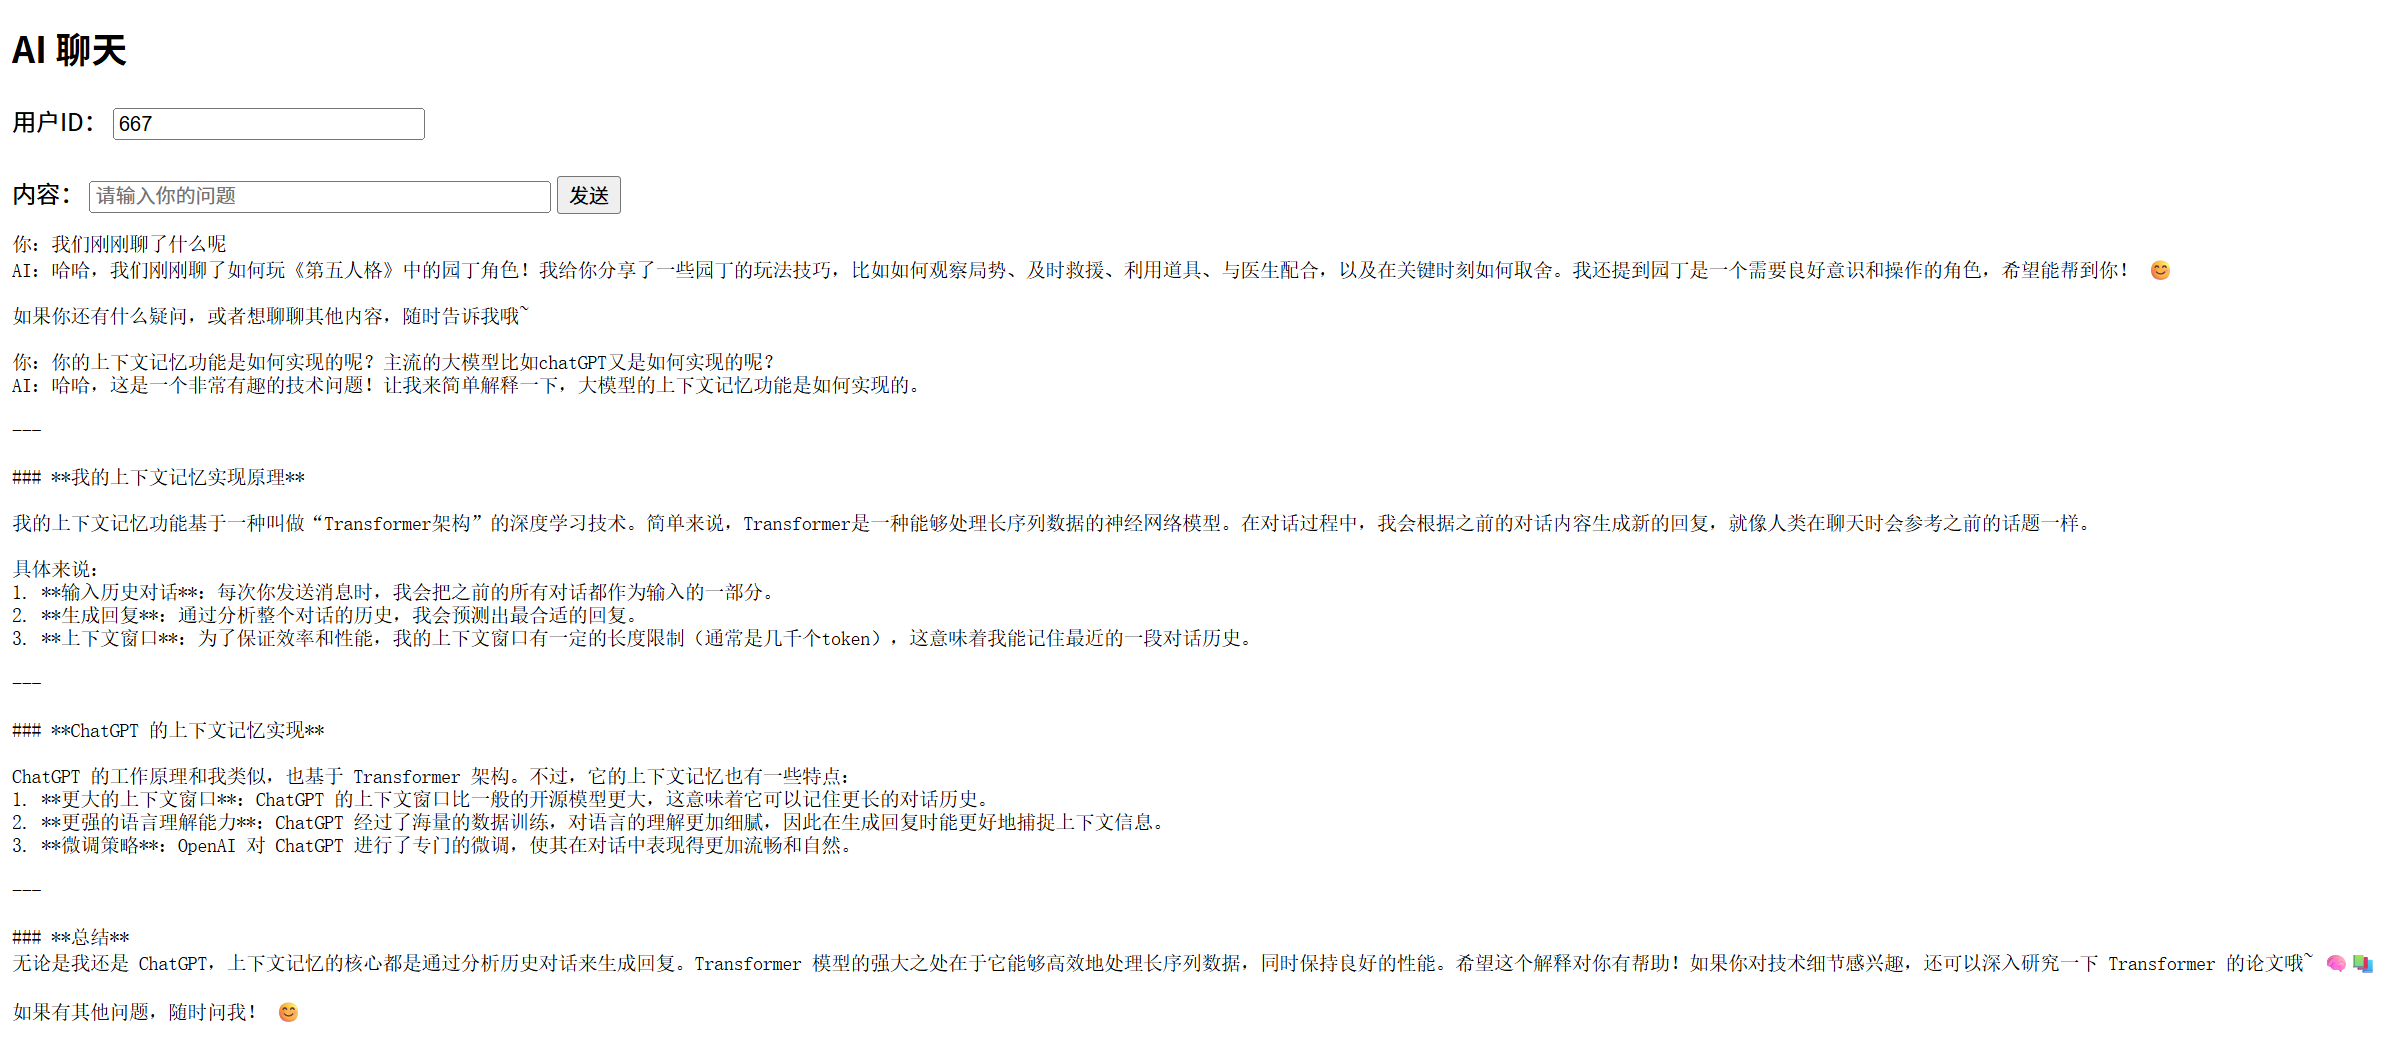 AI 聊天
用户ID： 667
内容： 请输入你的问题 发送
你：我们刚刚聊了什么呢
AI：哈哈，我们刚刚聊了如何玩《第五人格》中的园丁角色！我给你分享了一些园丁的玩法技巧，比如如何观察局势、及时救援、利用道具、与医生配合，以及在关键时刻如何取舍。我还提到园丁是一个需要良好意识和操作的角色，希望能帮到你！ 😊
如果你还有什么疑问，或者想聊聊其他内容，随时告诉我哦~
你：你的上下文记忆功能是如何实现的呢？主流的大模型比如chatGPT又是如何实现的呢？
AI：哈哈，这是一个非常有趣的技术问题！让我来简单解释一下，大模型的上下文记忆功能是如何实现的。
---
### **我的上下文记忆实现原理**
我的上下文记忆功能基于一种叫做“Transformer架构”的深度学习技术。简单来说，Transformer是一种能够处理长序列数据的神经网络模型。在对话过程中，我会根据之前的对话内容生成新的回复，就像人类在聊天时会参考之前的话题一样。
具体来说：
1. **输入历史对话**：每次你发送消息时，我会把之前的所有对话都作为输入的一部分。
2. **生成回复**：通过分析整个对话的历史，我会预测出最合适的回复。
3. **上下文窗口**：为了保证效率和性能，我的上下文窗口有一定的长度限制（通常是几千个token），这意味着我能记住最近的一段对话历史。
---
### **ChatGPT 的上下文记忆实现**
ChatGPT 的工作原理和我类似，也基于 Transformer 架构。不过，它的上下文记忆也有一些特点：
1. **更大的上下文窗口**：ChatGPT 的上下文窗口比一般的开源模型更大，这意味着它可以记住更长的对话历史。
2. **更强的语言理解能力**：ChatGPT 经过了海量的数据训练，对语言的理解更加细腻，因此在生成回复时能更好地捕捉上下文信息。
3. **微调策略**：OpenAI 对 ChatGPT 进行了专门的微调，使其在对话中表现得更加流畅和自然。
---
### **总结**
无论是我还是 ChatGPT，上下文记忆的核心都是通过分析历史对话来生成回复。Transformer 模型的强大之处在于它能够高效地处理长序列数据，同时保持良好的性能。希望这个解释对你有帮助！如果你对技术细节感兴趣，还可以深入研究一下 Transformer 的论文哦~ 🧠📚
如果有其他问题，随时问我！ 😊